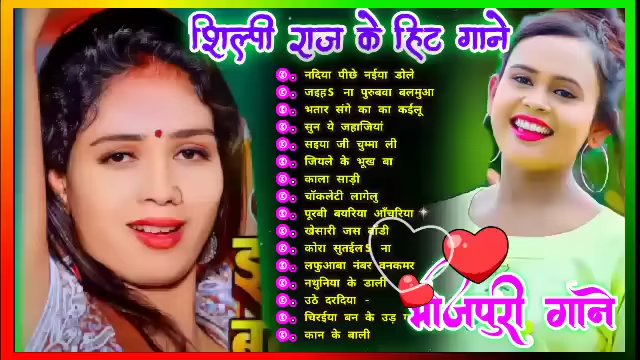 शिल्पी राज के हिट गाने
नदिया पीछे नईया डोले
जइहS ना पुरुबवा बलमुआ
भतार संगे का का कईलू
सुन ये जहाजियां
सइया जी चुम्मा ली
जियले के भूख बा
काला साड़ी
चॉकलेटी लागेलु
पूरबी बयरिया आँचरिया
खेसारी जस बाडी
कोरा सुतईलS ना
लफुआबा नंबर वनकमर
नथुनिया के डाली
उठे दरदिया -
चिरईया बन के उड़
कान के बाली
भोजपुरी गाने